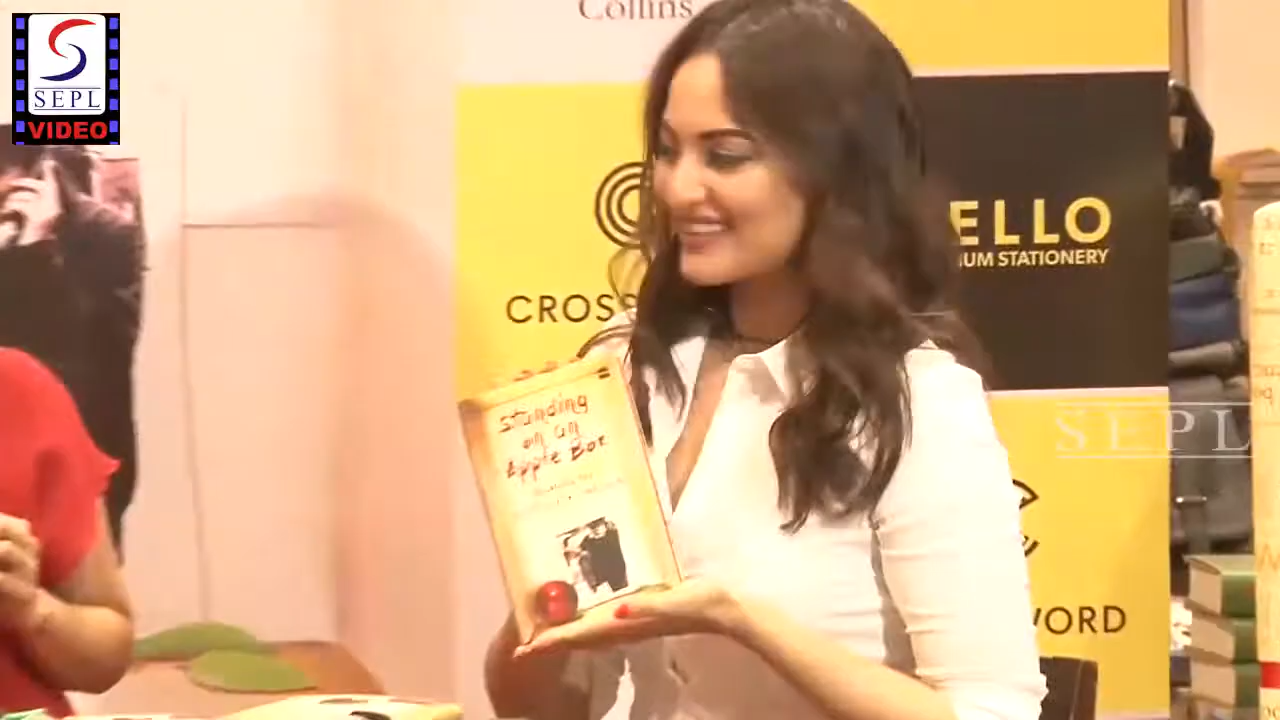 SEPL
VIDEO
Collins
CROSS
ELLO
IUM STATIONERY
Standing
on an
Apple Box
SEPL
WORD